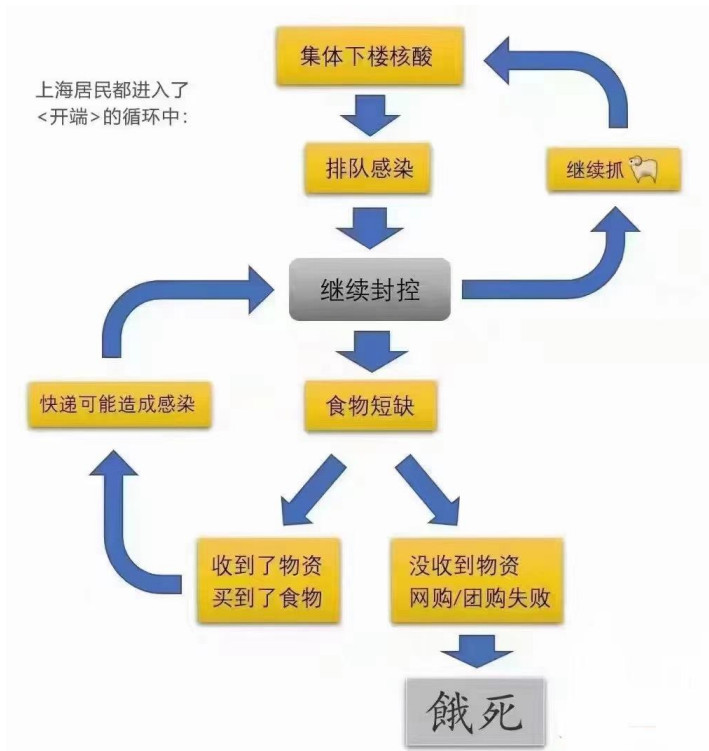 上海居民都进入了
<开端>的循环中：
集体下楼核酸
排队感染
继续抓
继续封控
快递可能造成感染
食物短缺
收到了物资
买到了食物
没收到物资
网购/团购失败
餓死